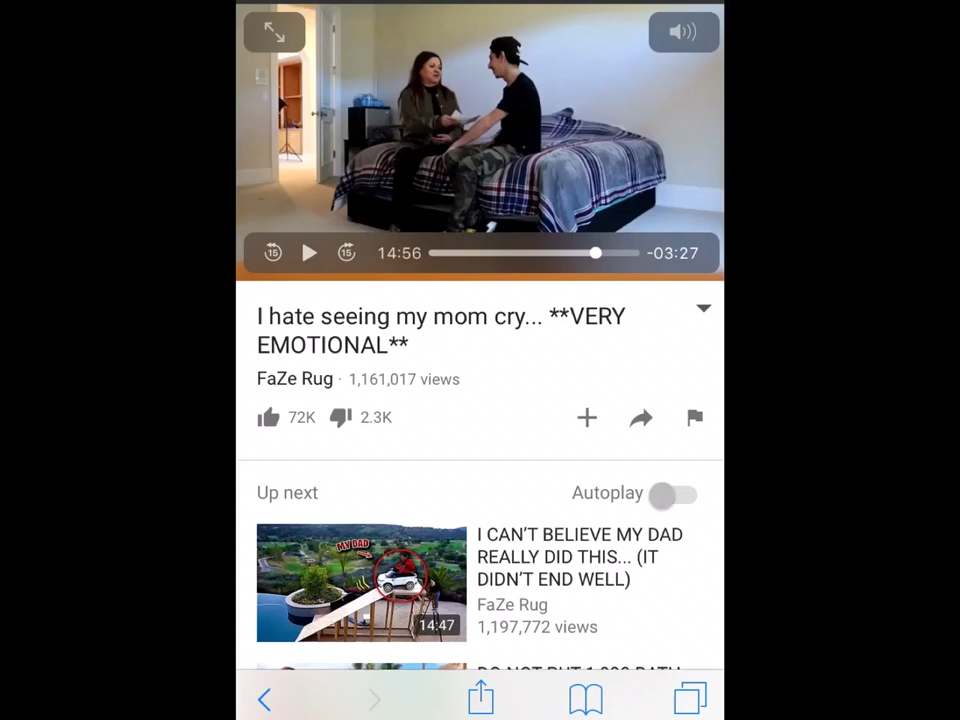 15
15
14:56
-03:27
I hate seeing my mom cry... **VERY
EMOTIONAL**
FaZe Rug · 1,161,017 views
72K
2.3K
Up next
Autoplay
MY DAD
14:47
I CAN'T BELIEVE MY DAD
REALLY DID THIS... (IT
DIDN'T END WELL)
FaZe Rug
1,197,772 views